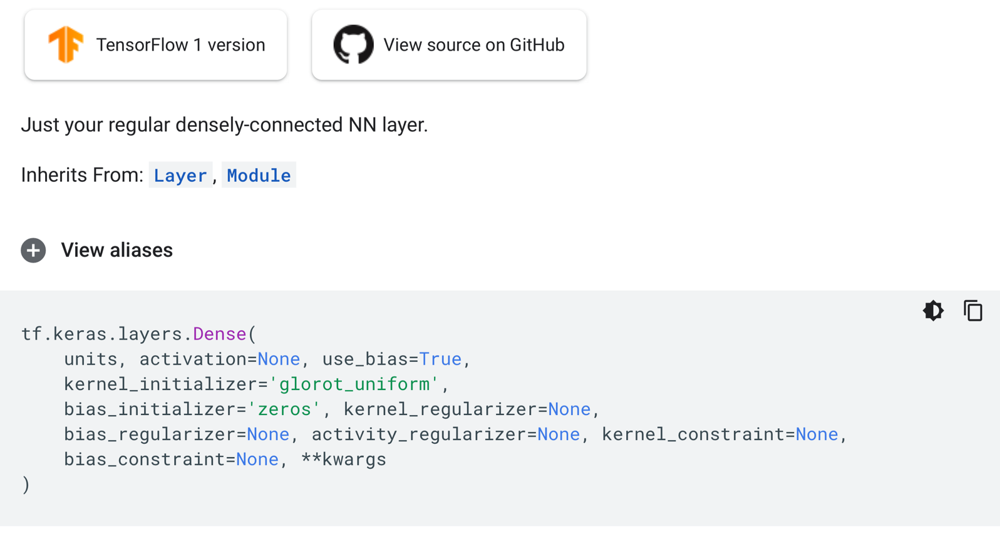 TensorFlow 1 version
View source on GitHub
Just your regular densely-connected NN layer.
Inherits From: Layer, Module
View aliases
tf.keras.layers.Dense(
    units, activation=None, use_bias=True,
    kernel_initializer='glorot_uniform',
    bias_initializer='zeros', kernel_regularizer=None,
    bias_regularizer=None, activity_regularizer=None, kernel_constraint=None,
    bias_constraint=None, **kwargs
)